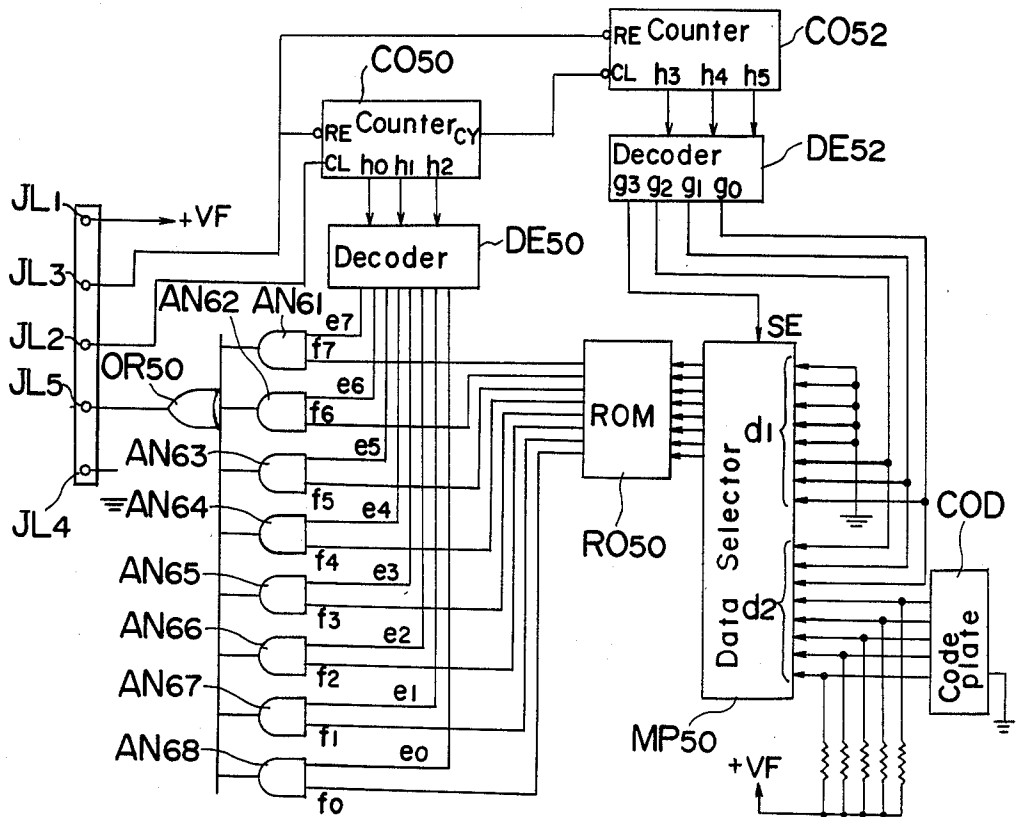 RE Counter
CL h3 h4 h5
CO52
CO50
RE Counter CY
CL h0 h1 h2
Decoder
g3 g2 g1 g0
DE52
JL1
+VF
Decoder
DE50
JL3
AN62 AN61
e7
f7
SE
JL2
OR50
e6
f6
ROM
d1
JL5
AN63
e5
f5
Data Selector
JL4
AN64
e4
f4
RO50
COD
AN65
e3
f3
d2
Code plate
AN66
e2
f2
AN67
e1
f1
MP50
AN68
e0
f0
+VF